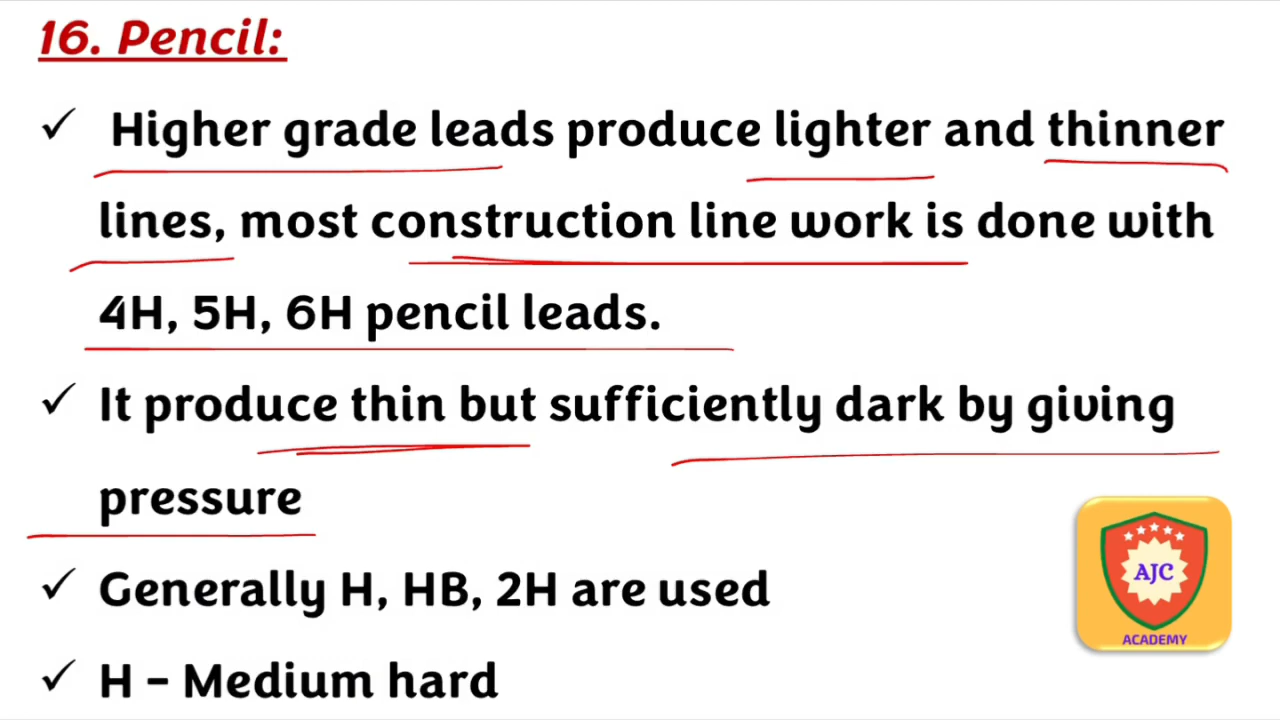 16. Pencil:
✓ Higher grade leads produce lighter and thinner
lines, most construction line work is done with
4H, 5H, 6H pencil leads.
✓ It produce thin but sufficiently dark by giving
pressure
✓ Generally H, HB, 2H are used
AJC
ACADEMY
✓ H – Medium hard